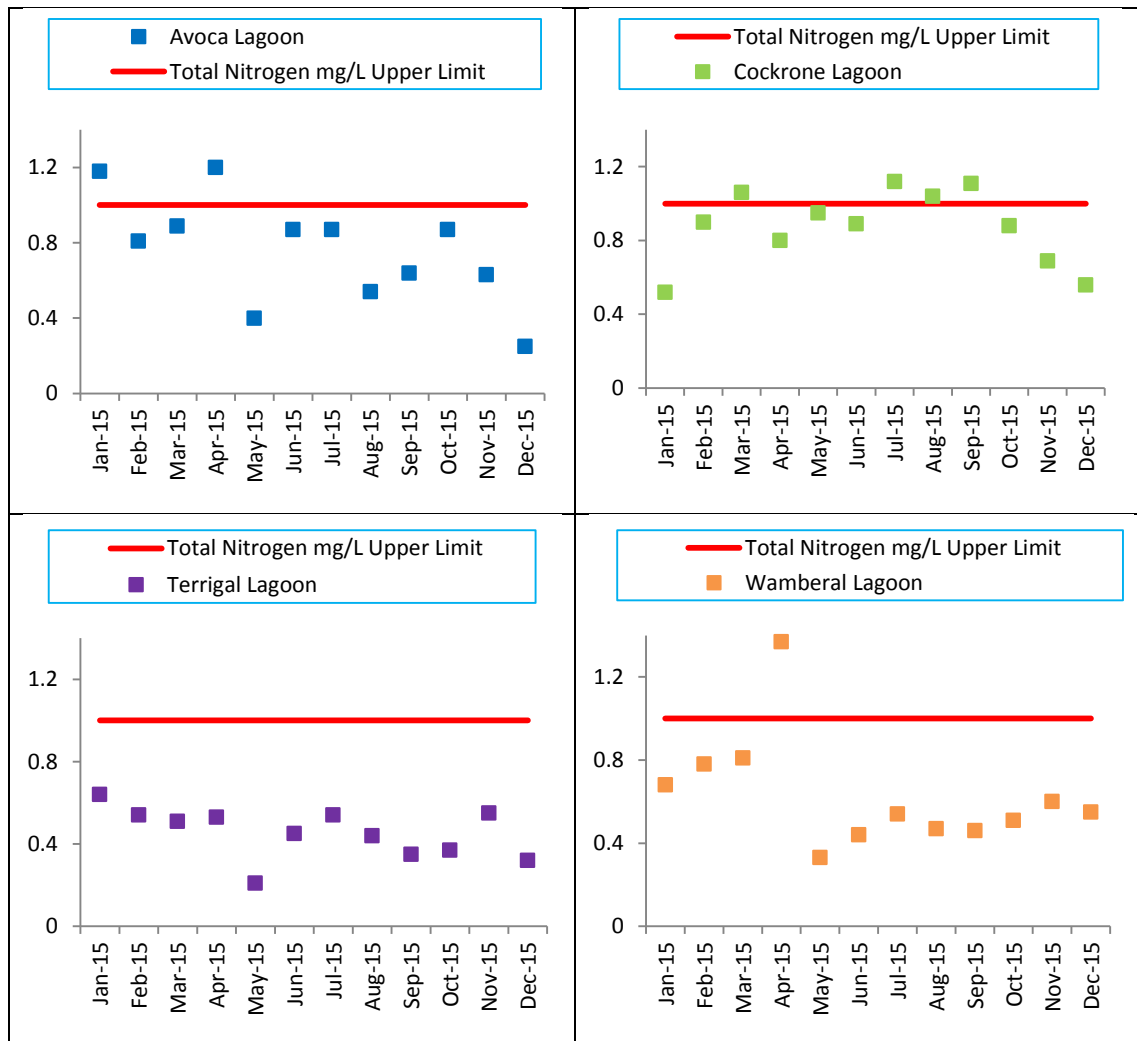 Avoca Lagoon
Total Nitrogen mg/L Upper Limit
1.2
0.8
0.4
0
Jan-15
Feb-15
Mar-15
Apr-15
May-15
Jun-15
Jul-15
Aug-15
Sep-15
Oct-15
Nov-15
Dec-15
Total Nitrogen mg/L Upper Limit
Cockrone Lagoon
1.2
0.8
0.4
0
Jan-15
Feb-15
Mar-15
Apr-15
May-15
Jun-15
Jul-15
Aug-15
Sep-15
Oct-15
Nov-15
Dec-15
Total Nitrogen mg/L Upper Limit
Terrigal Lagoon
1.2
0.8
0.4
0
Jan-15
Feb-15
Mar-15
Apr-15
May-15
Jun-15
Jul-15
Aug-15
Sep-15
Oct-15
Nov-15
Dec-15
Total Nitrogen mg/L Upper Limit
Wamberal Lagoon
1.2
0.8
0.4
0
Jan-15
Feb-15
Mar-15
Apr-15
May-15
Jun-15
Jul-15
Aug-15
Sep-15
Oct-15
Nov-15
Dec-15